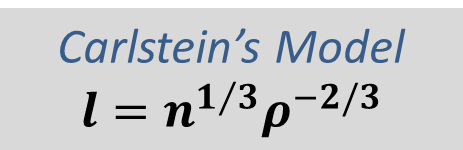 Carlstein's Model
l = n^{1/3}ρ^{-2/3}